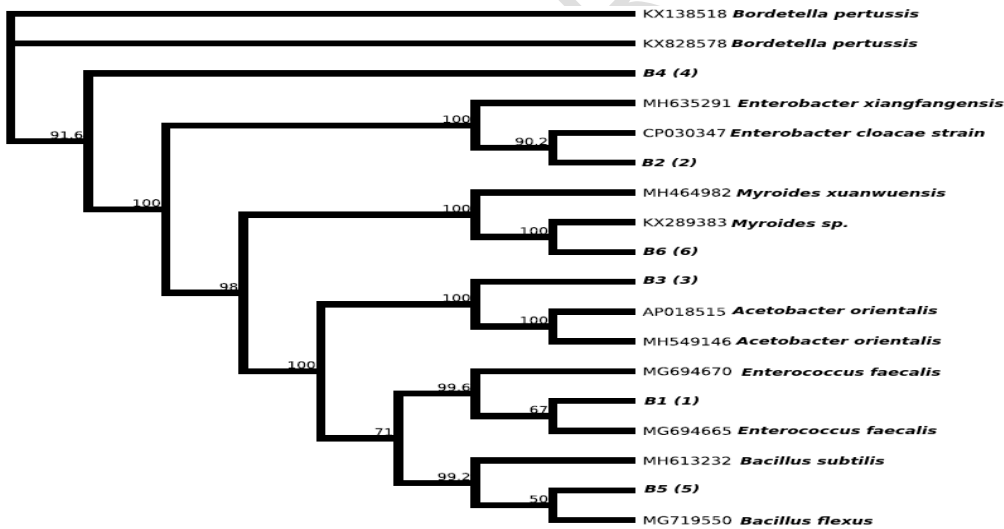 KX138518 Bordetella pertussis
KX828578 Bordetella pertussis
B4 (4)
91.6
MH635291 Enterobacter xiangfangensis
100
CP030347 Enterobacter cloacae strain
90.2
B2 (2)
MH464982 Myroides xuanwuensis
100
100
KX289383 Myroides sp.
100
B6 (6)
B3 (3)
98
100
AP018515 Acetobacter orientalis
100
MH549146 Acetobacter orientalis
100
MG694670 Enterococcus faecalis
99.6
B1 (1)
67
MG694665 Enterococcus faecalis
71
MH613232 Bacillus subtilis
99.2
B5 (5)
50
MG719550 Bacillus flexus